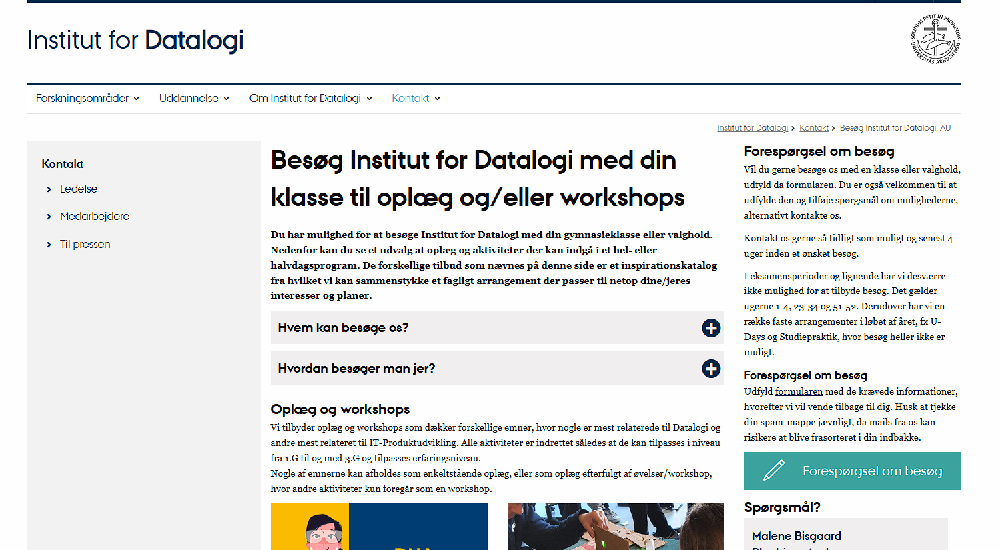 Institut for Datalogi
SOLIDUM PETIT IN PROFUNDIS
UNIVERSITAS ARHUSIENSIS
Forskningsområder
Uddannelse
Om Institut for Datalogi
Kontakt
Institut for Datalogi
Kontakt
Besøg Institut for Datalogi, AU
Kontakt
Ledelse
Medarbejdere
Til pressen
Besøg Institut for Datalogi med din
klasse til oplæg og/eller workshops
Du har mulighed for at besøge Institut for Datalogi med din gymnasieklasse eller valghold.
Nedenfor kan du se et udvalg at oplæg og aktiviteter der kan indgå i et hel- eller
halvdagsprogram. De forskellige tilbud som nævnes på denne side er et inspirationskatalog
fra hvilket vi kan sammenstykke et fagligt arrangement der passer til netop dine/jeres
interesser og planer.
Hvem kan besøge os?
Hvordan besøger man jer?
Oplæg og workshops
Vi tilbyder oplæg og workshops som dækker forskellige emner, hvor nogle er mest relaterede til Datalogi og
andre mest relateret til IT-Produktudvikling. Alle aktiviteter er indrettet således at de kan tilpasses i niveau
fra 1.G til og med 3.G og tilpasses erfaringsniveau.
Nogle af emnerne kan afholdes som enkeltstående oplæg, eller som oplæg efterfulgt af øvelser/workshop,
hvor andre aktiviteter kun foregår som en workshop.
Forespørgsel om besøg
Vil du gerne besøge os med en klasse eller valghold,
udfyld da formularen. Du er også velkommen til at
udfylde den og tilføje spørgsmål om mulighederne,
alternativt kontakte os.
Kontakt os gerne så tidligt som muligt og senest 4
uger inden et ønsket besøg.
I eksamensperioder og lignende har vi desværre
ikke mulighed for at tilbyde besøg. Det gælder
ugerne 1-4, 23-34 og 51-52. Derudover har vi en
række faste arrangementer i løbet af året, fx U-
Days og Studiepraktik, hvor besøg heller ikke er
muligt.
Forespørgsel om besøg
Udfyld formularen med de krævede informationer,
hvorefter vi vil vende tilbage til dig. Husk at tjekke
din spam-mappe jævnligt, da mails fra os kan
risikere at blive frasorteret i din indbakke.
Forespørgsel om besøg
Spørgsmål?
Malene Bisgaard